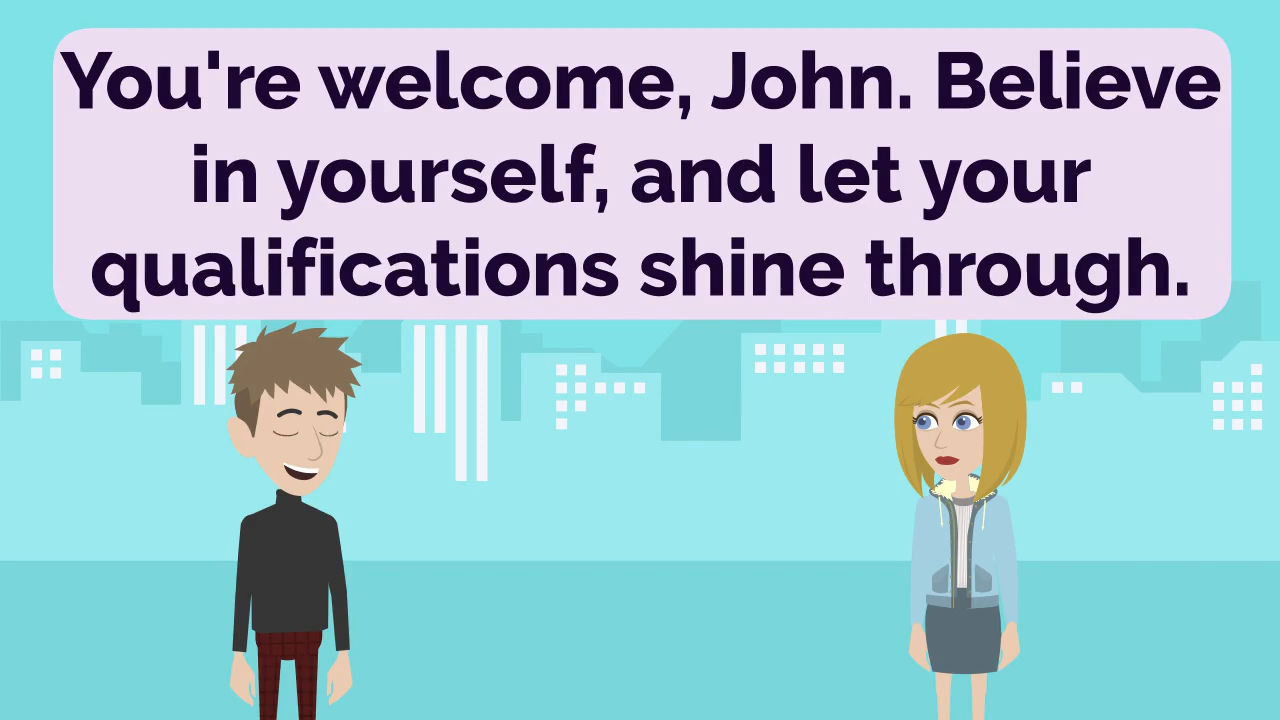 You're welcome, John. Believe
in yourself, and let your
qualifications shine through.